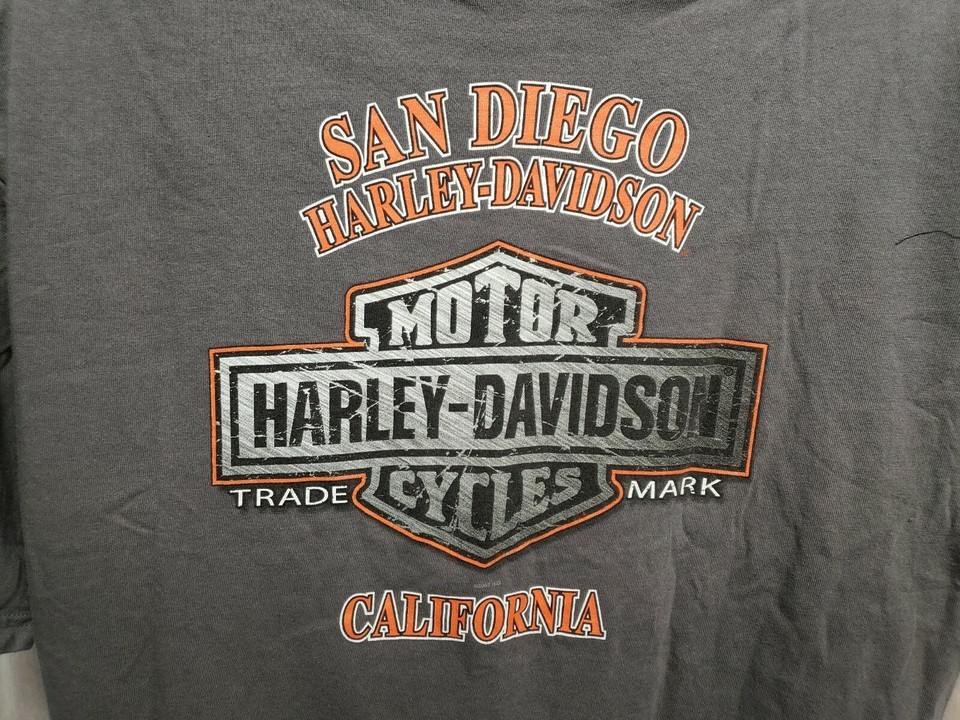 SAN DIEGO
HARLEY-DAVIDSON
MOTOR
HARLEY-DAVIDSON®
CYCLES
TRADE MARK
CALIFORNIA